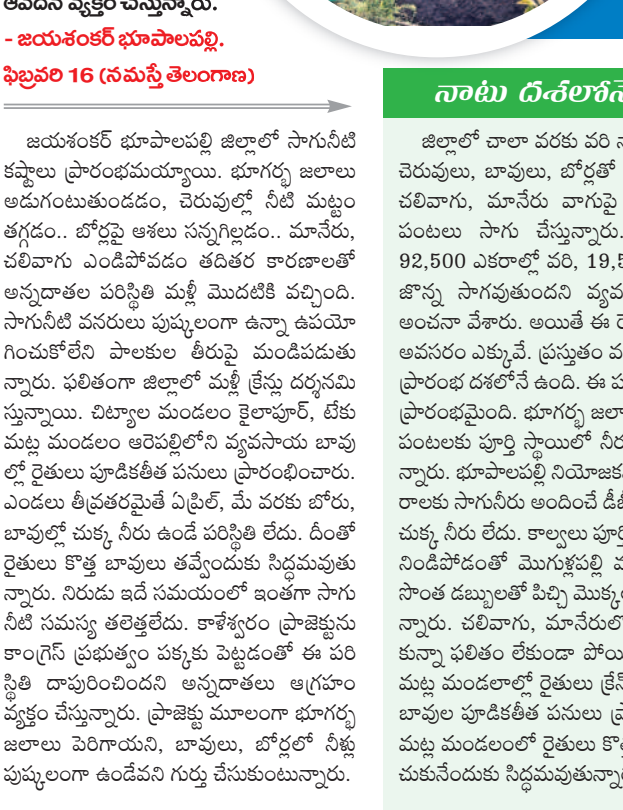 ఆవేదన వ్యక్తం చేస్తున్నారు.
- జయశంకర్ భూపాలపల్లి,
ఫిబ్రవరి 16 (నమస్తే తెలంగాణ)
జయశంకర్ భూపాలపల్లి జిల్లాలో సాగునీటి
కష్టాలు ప్రారంభమయ్యాయి. భూగర్భ జలాలు
అడుగంటుతుండడం, చెరువుల్లో నీటి మట్టం
తగ్గడం.. బోర్లపై ఆశలు సన్నగిల్లడం.. మానేరు,
చలివాగు ఎండిపోవడం తదితర కారణాలతో
అన్నదాతల పరిస్థితి మళ్లీ మొదటికి వచ్చింది.
సాగునీటి వనరులు పుష్కలంగా ఉన్నా ఉపయో
గించుకోలేని పాలకుల తీరుపై మండిపడుతు
న్నారు. ఫలితంగా జిల్లాలో మళ్లీ క్రేన్లు దర్శనమి
స్తున్నాయి. చిట్యాల మండలం కైలాపూర్, టేకు
మట్ల మండలం ఆరెపల్లిలోని వ్యవసాయ బావు
ల్లో రైతులు పూడికతీత పనులు ప్రారంభించారు.
ఎండలు తీవ్రతరమైతే ఏప్రిల్, మే వరకు బోరు,
బావుల్లో చుక్క నీరు ఉండే పరిస్థితి లేదు. దీంతో
రైతులు కొత్త బావులు తవ్వేందుకు సిద్ధమవుతు
న్నారు. నిరుడు ఇదే సమయంలో ఇంతగా సాగు
నీటి సమస్య తలెత్తలేదు. కాళేశ్వరం ప్రాజెక్టును
కాంగ్రెస్ ప్రభుత్వం పక్కకు పెట్టడంతో ఈ పరి
స్థితి దాపురించిందని అన్నదాతలు ఆగ్రహం
వ్యక్తం చేస్తున్నారు. ప్రాజెక్టు మూలంగా భూగర్భ
జలాలు పెరిగాయని, బావులు, బోర్లలో నీళ్లు
పుష్కలంగా ఉండేవని గుర్తు చేసుకుంటున్నారు.
నాటు దశలోనే
జిల్లాలో చాలా వరకు వరి
చెరువులు, బావులు, బోర్లతో
చలివాగు, మానేరు వాగుపై
పంటలు సాగు చేస్తున్నారు.
92,500 ఎకరాల్లో వరి, 19,5
జొన్న సాగవుతుందని
అంచనా వేశారు. అయితే ఈ
అవసరం ఎక్కువే. ప్రస్తుతం
ప్రారంభ దశలోనే ఉంది. ఈ
ప్రారంభమైంది. భూగర్భ
పంటలకు పూర్తి స్థాయిలో
న్నారు. భూపాలపల్లి
రాలకు సాగునీరు అందించే
చుక్క నీరు లేదు. కాల్వలు
నిండిపోడంతో మొగుళ్లపల్లి
సొంత డబ్బులతో పిచ్చి
న్నారు. చలివాగు,
కున్నా ఫలితం లేకుండా
మట్ల మండలాల్లో రైతులు
బావుల పూడికతీత పనులు
మట్ల మండలంలో రైతులు
చుకునేందుకు